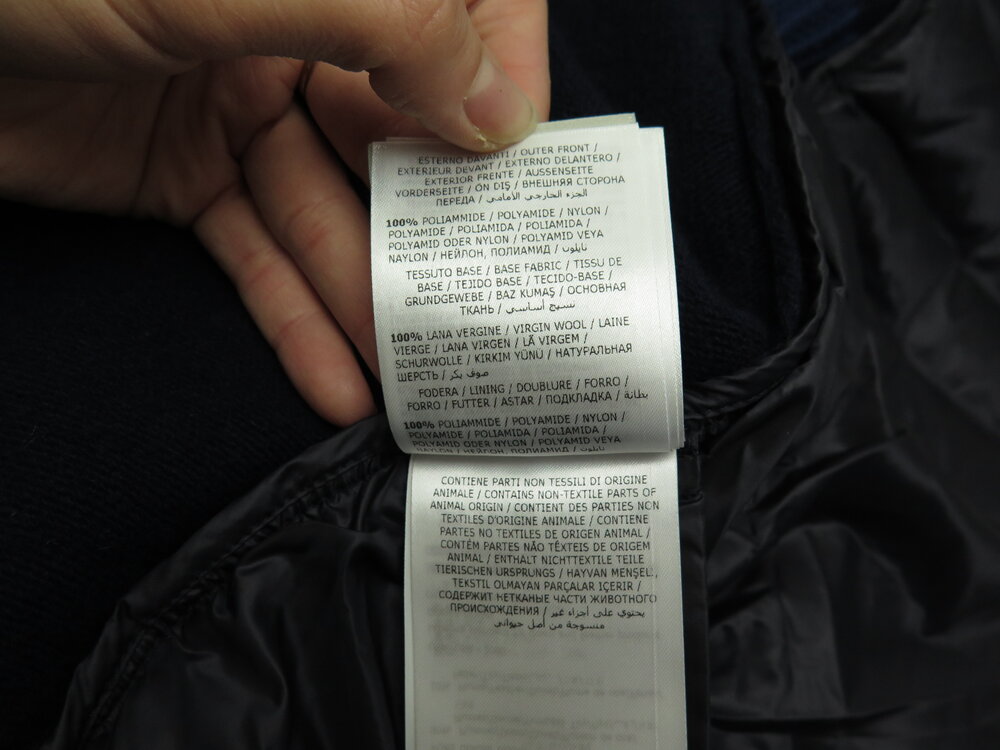 ESTERNO DAVANTI / OUTER FRONT /
EXTERIEUR DEVANT / EXTERNO DELANTERO /
EXTERIOR FRENTE / AUSSENSEITE
VORDERSEITE / ÖN DIŞ / ВНЕШНЯЯ СТОРОНА
ПЕРЕДА / الجزء الخارجي الأمامي
100% POLIAMMIDE / POLYAMIDE / NYLON /
POLYAMIDE / POLIAMIDA / POLIAMIDA /
POLYAMID ODER NYLON / POLYAMID VEYA
NAYLON / НЕЙЛОН, ПОЛИАМИД / نايلون
TESSUTO BASE / BASE FABRIC / TISSU DE
BASE / TEJIDO BASE / TECIDO-BASE /
GRUNDGEWEBE / BAZ KUMAŞ / ОСНОВНАЯ
ТКАНЬ / نسيج أساسي
100% LANA VERGINE / VIRGIN WOOL / LAINE
VIERGE / LANA VIRGEN / LÃ VIRGEM /
SCHURWOLLE / KIRKIM YÜNÜ / НАТУРАЛЬНАЯ
ШЕРСТЬ / صوف بكر
FODERA / LINING / DOUBLURE / FORRO /
FORRO / FUTTER / ASTAR / ПОДКЛАДКА / بطانة
100% POLIAMMIDE / POLYAMIDE / NYLON /
POLYAMIDE / POLIAMIDA / POLIAMIDA /
POLYAMID ODER NYLON / POLYAMID VEYA
NAYLON / НЕЙЛОН, ПОЛИАМИД / نايلون
CONTIENE PARTI NON TESSILI DI ORIGINE
ANIMALE / CONTAINS NON-TEXTILE PARTS OF
ANIMAL ORIGIN / CONTIENT DES PARTIES NON
TEXTILES D'ORIGINE ANIMALE / CONTIENE
PARTES NO TEXTILES DE ORIGEN ANIMAL /
CONTÉM PARTES NÃO TÊXTEIS DE ORIGEM
ANIMAL / ENTHÄLT NICHTTEXTILE TEILE
TIERISCHEN URSPRUNGS / HAYVAN MENŞELİ,
TEKSTIL OLMAYAN PARÇALAR IÇERIR /
СОДЕРЖИТ НЕТКАНЫЕ ЧАСТИ ЖИВОТНОГО
ПРОИСХОЖДЕНИЯ / يحتوي على أجزاء غير
منسوجة من أصل حيواني